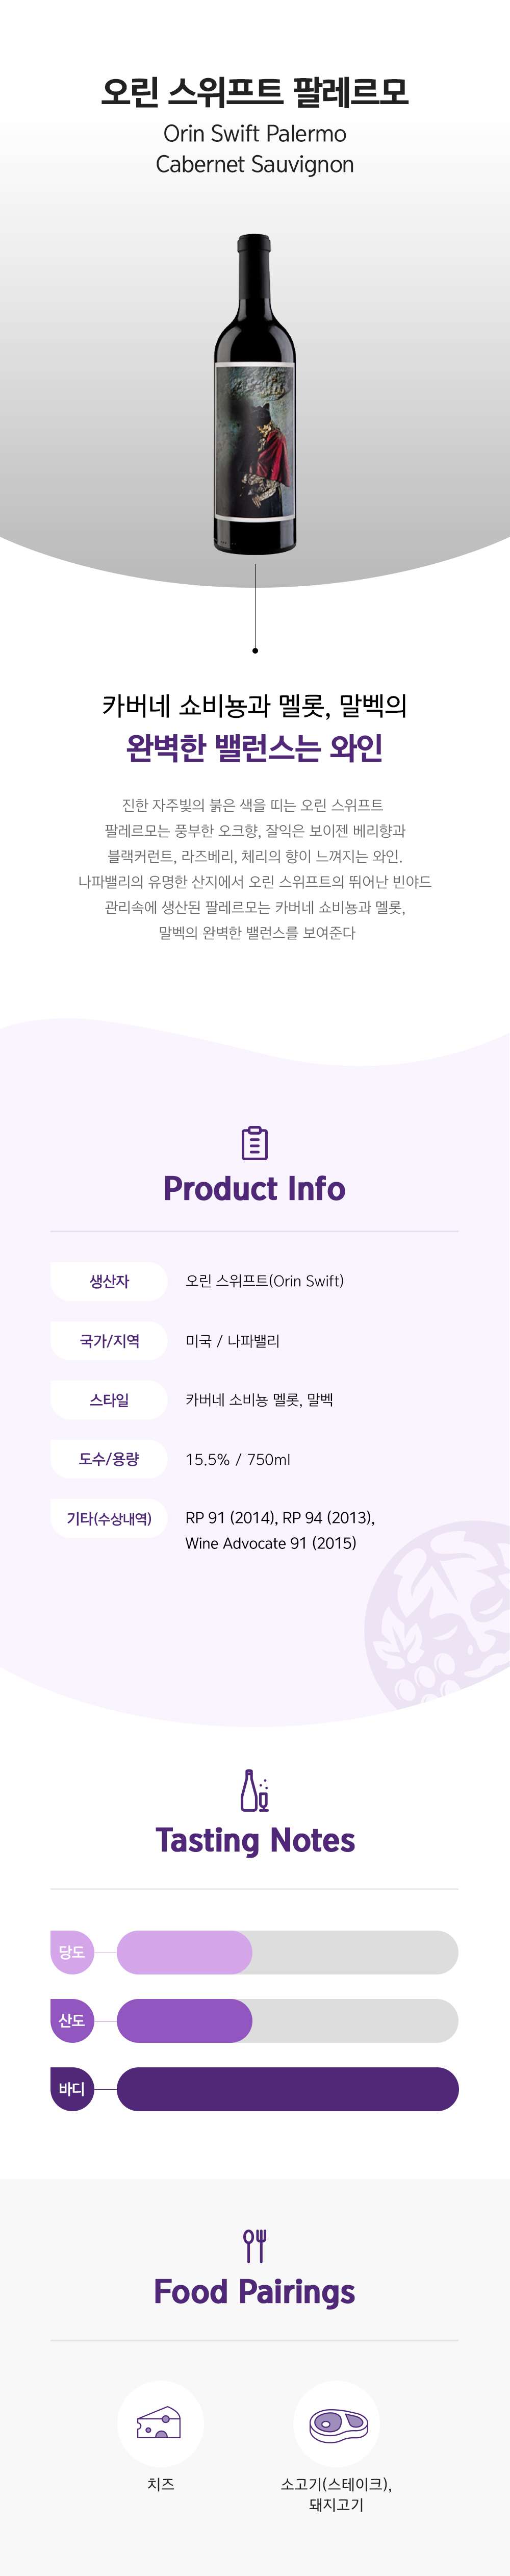 오린 스위프트 팔레르모
Orin Swift Palermo
Cabernet Sauvignon
카버네 쇼비뇽과 멜롯, 말벡의
완벽한 밸런스는 와인
진한 자주빛의 붉은 색을 띠는 오린 스위프트
팔레르모는 풍부한 오크향, 잘익은 보이젠 베리향과
블랙커런트, 라즈베리, 체리의 향이 느껴지는 와인.
나파밸리의 유명한 산지에서 오린 스위프트의 뛰어난 빈야드
관리속에 생산된 팔레르모는 카버네 쇼비뇽과 멜롯,
말벡의 완벽한 밸런스를 보여준다
Product Info
생산자
오린 스위프트(Orin Swift)
국가/지역
미국 / 나파밸리
스타일
카버네 소비뇽 멜롯, 말벡
도수/용량
15.5% / 750ml
기타(수상내역)
RP 91 (2014), RP 94 (2013),
Wine Advocate 91 (2015)
Tasting Notes
당도
산도
바디
Food Pairings
치즈
소고기(스테이크),
돼지고기